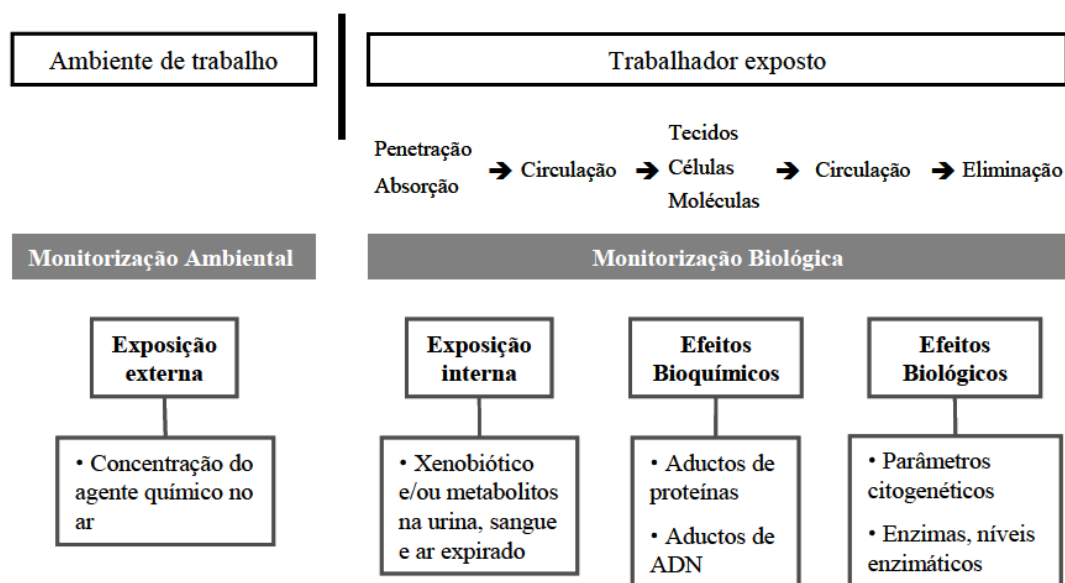 Ambiente de trabalho
Trabalhador exposto
Penetração
Absorção
➔ Circulação ➔
Tecidos
Células
Moléculas
➔ Circulação ➔ Eliminação
Monitorização Ambiental
Monitorização Biológica
Exposição
externa
Exposição
interna
Efeitos
Bioquímicos
Efeitos
Biológicos
• Concentração do
agente químico no
ar
• Xenobiótico
e/ou metabolitos
na urina, sangue
e ar expirado
• Aductos de
proteínas
• Aductos de
ADN
• Parâmetros
citogenéticos
• Enzimas, níveis
enzimáticos